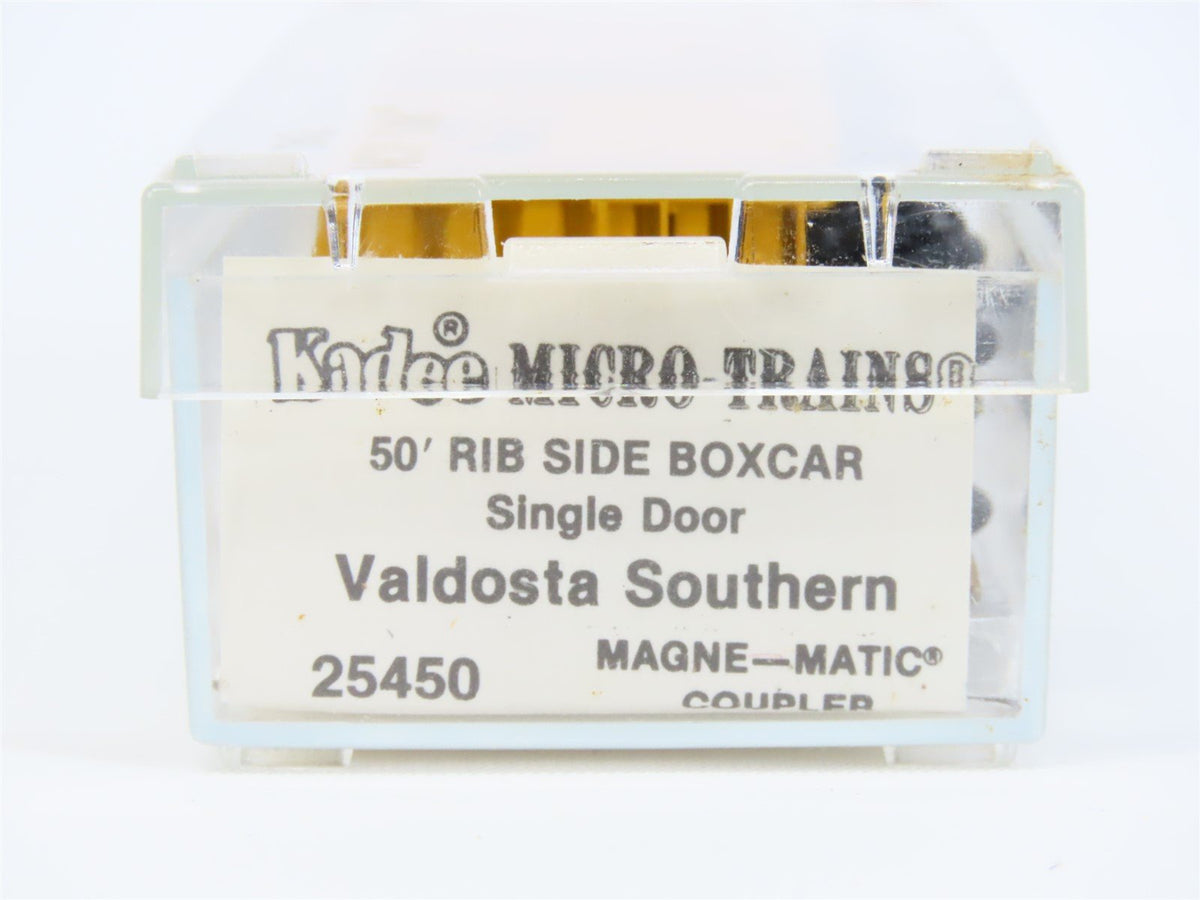 Kadee® MICRO-TRAINS®
50' RIB SIDE BOXCAR
Single Door
Valdosta Southern
25450
MAGNE—MATIC®
COUPLER